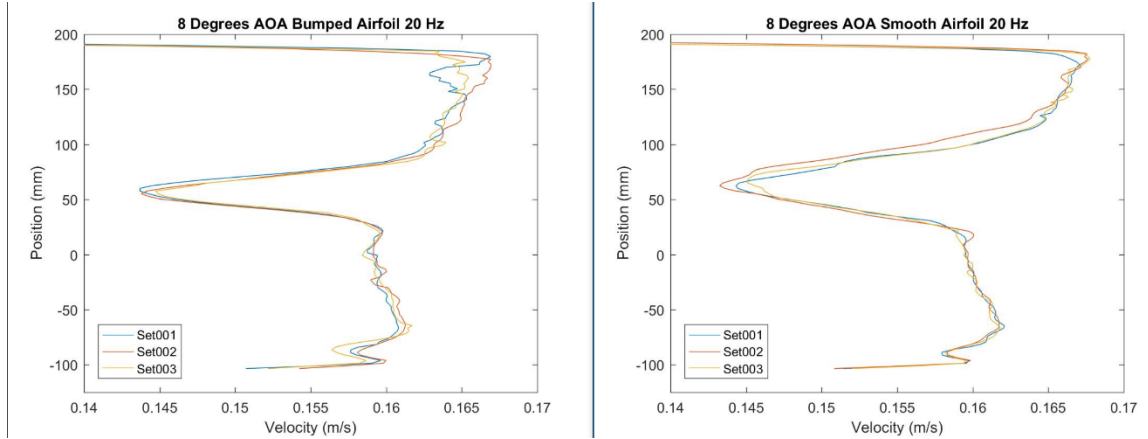 8 Degrees AOA Bumped Airfoil 20 Hz
200
150
100
50
0
-50
-100
Position (mm)
Set001
Set002
Set003
0.14
0.145
0.15
0.155
0.16
0.165
0.17
Velocity (m/s)
8 Degrees AOA Smooth Airfoil 20 Hz
200
150
100
50
0
-50
-100
Position (mm)
Set001
Set002
Set003
0.14
0.145
0.15
0.155
0.16
0.165
0.17
Velocity (m/s)